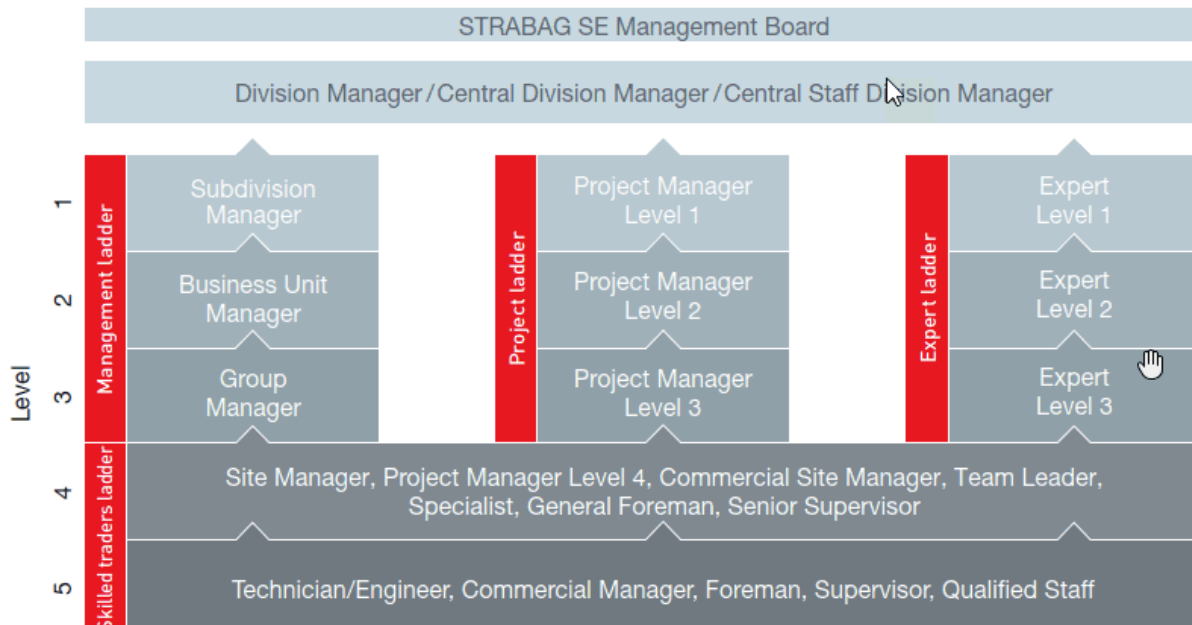 STRABAG SE Management Board
Division Manager/Central Division Manager/Central Staff Division Manager
Level
1
2
3
4
5
Management ladder
Subdivision
Manager
Business Unit
Manager
Group
Manager
Project ladder
Project Manager
Level 1
Project Manager
Level 2
Project Manager
Level 3
Expert ladder
Expert
Level 1
Expert
Level 2
Expert
Level 3
Skilled traders ladder
Site Manager, Project Manager Level 4, Commercial Site Manager, Team Leader,
Specialist, General Foreman, Senior Supervisor
Technician/Engineer, Commercial Manager, Foreman, Supervisor, Qualified Staff